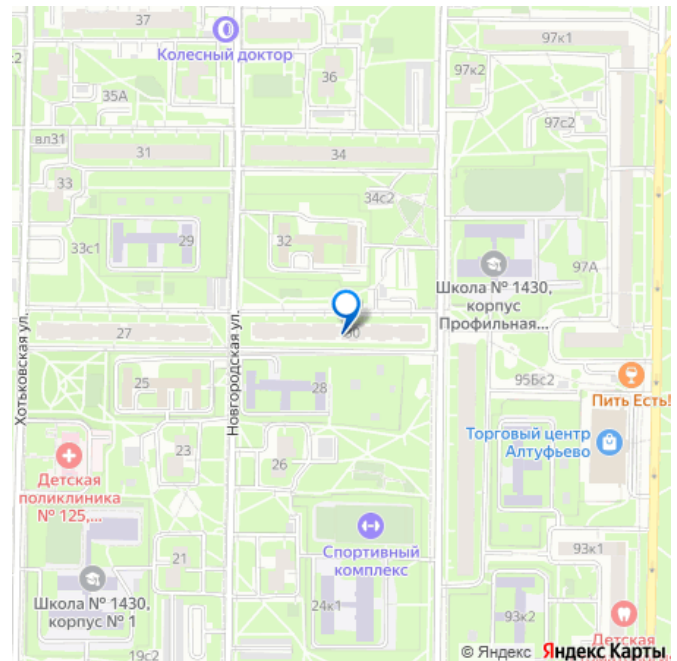 37
Колесный доктор
97к1
97к2
36
35А
97с2
вл31
31
34
33
34с2
29
32
33с1
97А
Школа № 1430,
корпус
Профильная...
Хотьковская ул.
Новгородская ул.
27
25
28
95Бс2
Пить Есть!
Торговый центр
Алтуфьево
23
26
Детская
поликлиника
№ 125,...
Спортивный
комплекс
93к1
21
Школа № 1430,
корпус № 1
24к1
93к2
19с2
Детская
© Яндекс Яндекс Карты